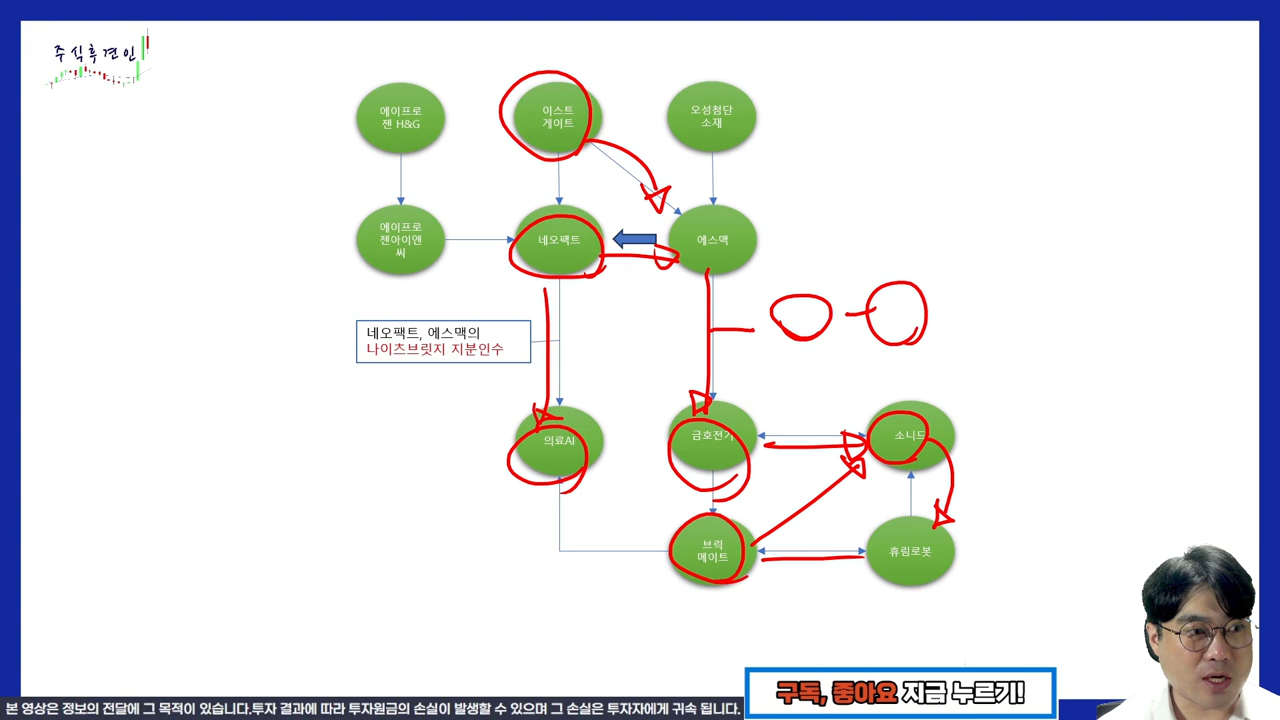 주식후견인
에이프로
젠 H&G
이스트
게이트
오성첨단
소재
에이프로
젠아이앤
씨
네오팩트
에스맥
네오팩트, 에스맥의
나이츠브릿지 지분인수
의료AI
금호전기
소니드
브릭
메이트
휴림로봇
구독, 좋아요 지금 누르기!
본 영상은 정보의 전달에 그 목적이 있습니다.투자 결과에 따라 투자원금의 손실이 발생할 수 있으며 그 손실은 투자자에게 귀속 됩니다.